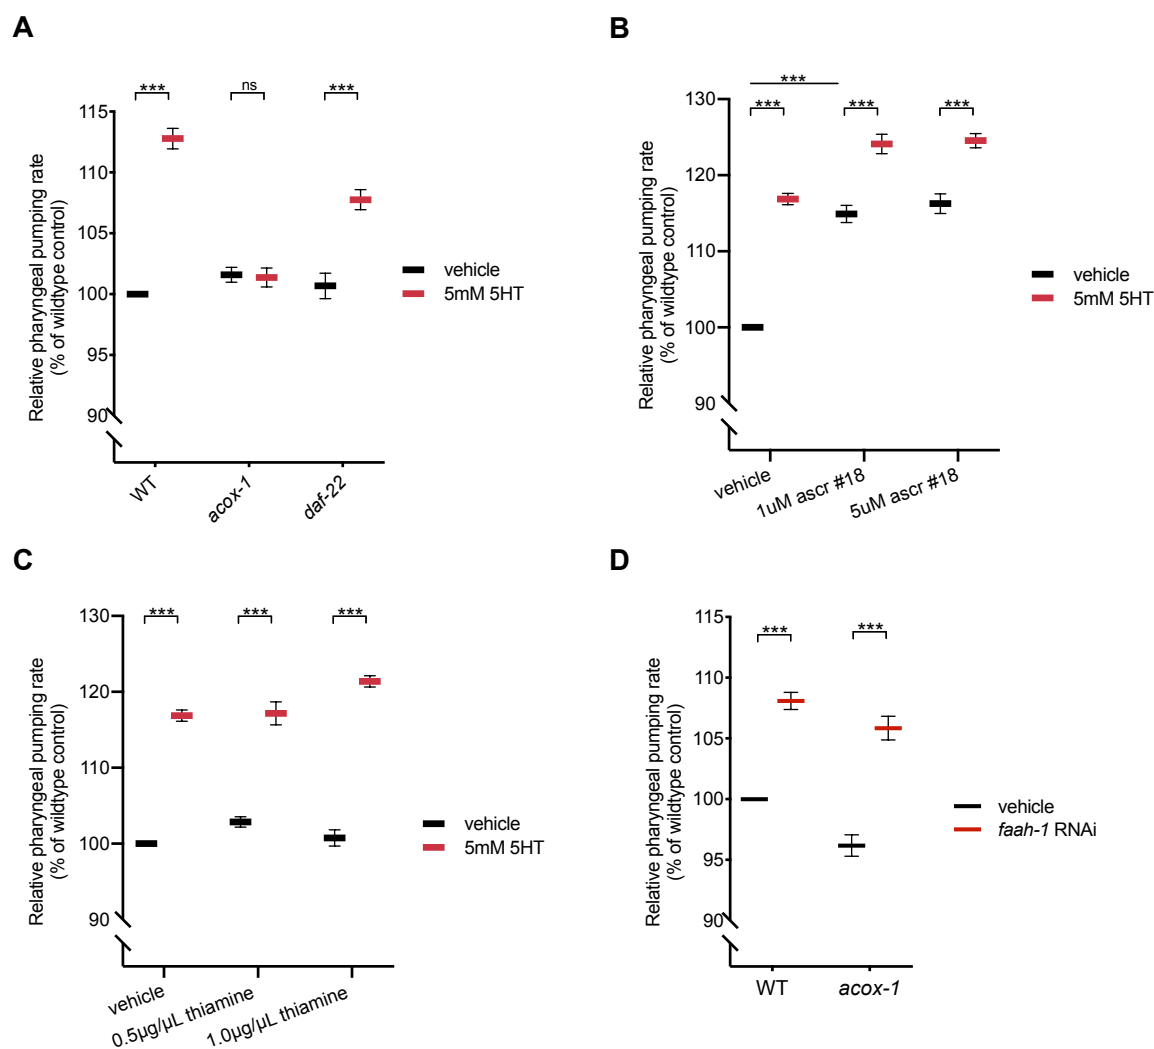 A
Relative pharyngeal pumping rate
(% of wildtype control)
115
110
105
100
95
90
***
ns
***
WT
acox-1
daf-22
vehicle
5mM 5HT
B
Relative pharyngeal pumping rate
(% of wildtype control)
130
120
110
100
90
***
***
***
***
vehicle
1uM ascr #18
5uM ascr #18
vehicle
5mM 5HT
C
Relative pharyngeal pumping rate
(% of wildtype control)
130
120
110
100
90
***
***
***
vehicle
0.5µg/µL thiamine
1.0µg/µL thiamine
vehicle
5mM 5HT
D
Relative pharyngeal pumping rate
(% of wildtype control)
115
110
105
100
95
90
***
***
WT
acox-1
vehicle
faah-1 RNAi